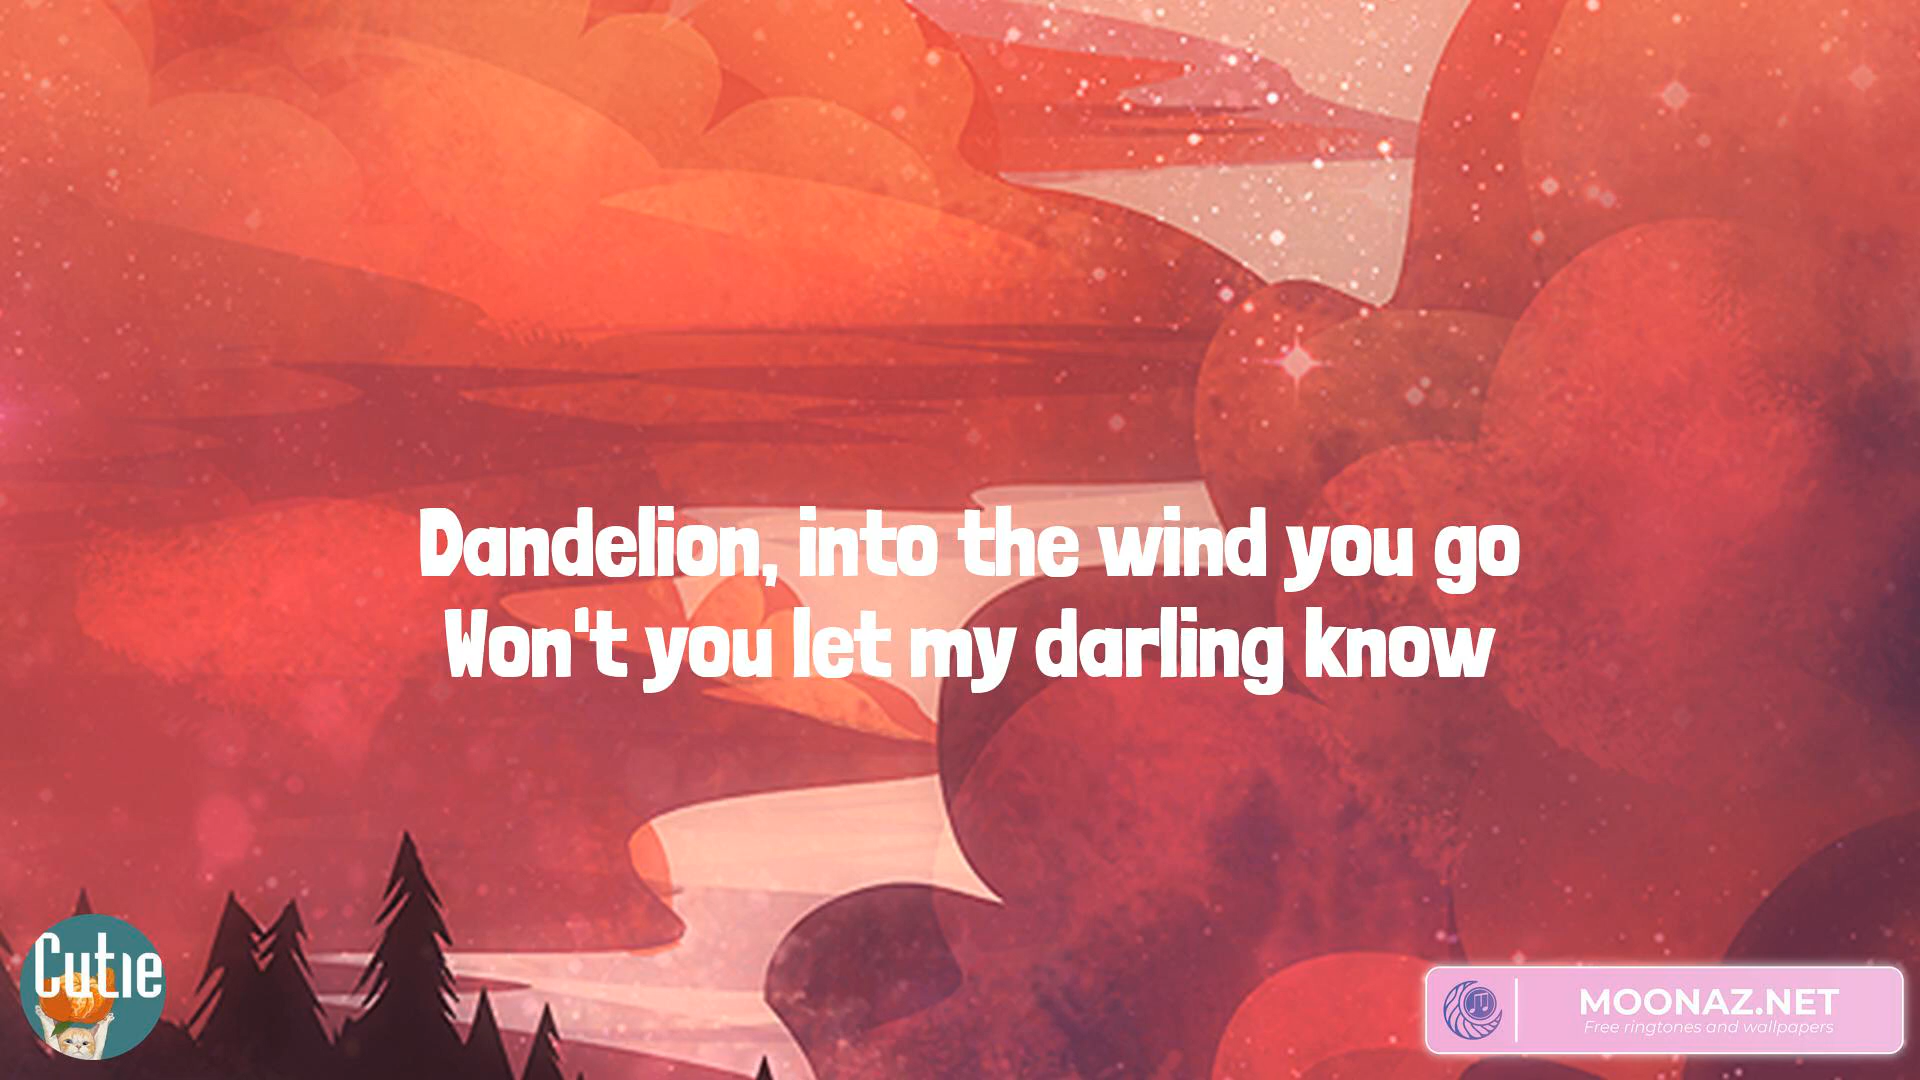 Dandelion, into the wind you go
Won't you let my darling know
Cutie
MOONAZ.NET
Free ringtones and wallpapers